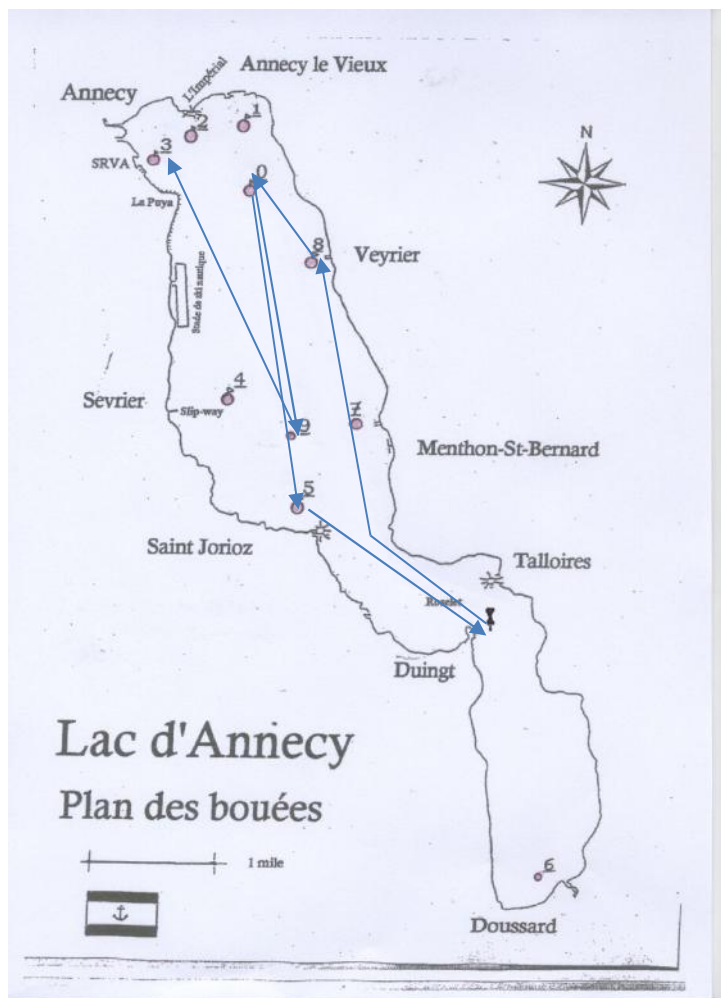 Annecy le Vieux
L'Impérial
Annecy
1
2
3
SRVA
0
La Puya
N
8
Veyrier
Stade de ski nautique
4
Sevrier
Slip-way
7
9
Menthon-St-Bernard
5
Saint Jorioz
Talloires
Roselet
Duingt
Lac d'Annecy
Plan des bouées
1 mile
6
Doussard